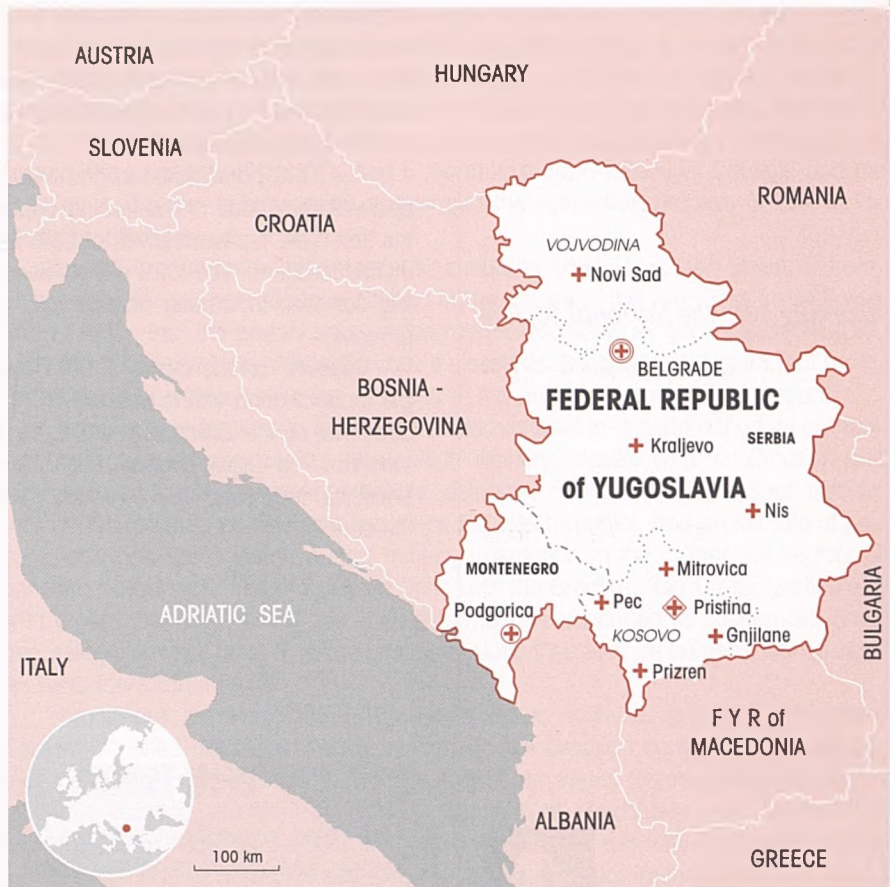 AUSTRIA
HUNGARY
SLOVENIA
ROMANIA
CROATIA
VOJVODINA
Novi Sad
BELGRADE
BOSNIA -
HERZEGOVINA
FEDERAL REPUBLIC
Kraljevo
SERBIA
of YUGOSLAVIA
Nis
MONTENEGRO
Mitrovica
Pec
Pristina
Podgorica
KOSOVO
Gnjilane
BULGARIA
ADRIATIC SEA
ITALY
Prizren
F Y R of
MACEDONIA
ALBANIA
100 km
GREECE